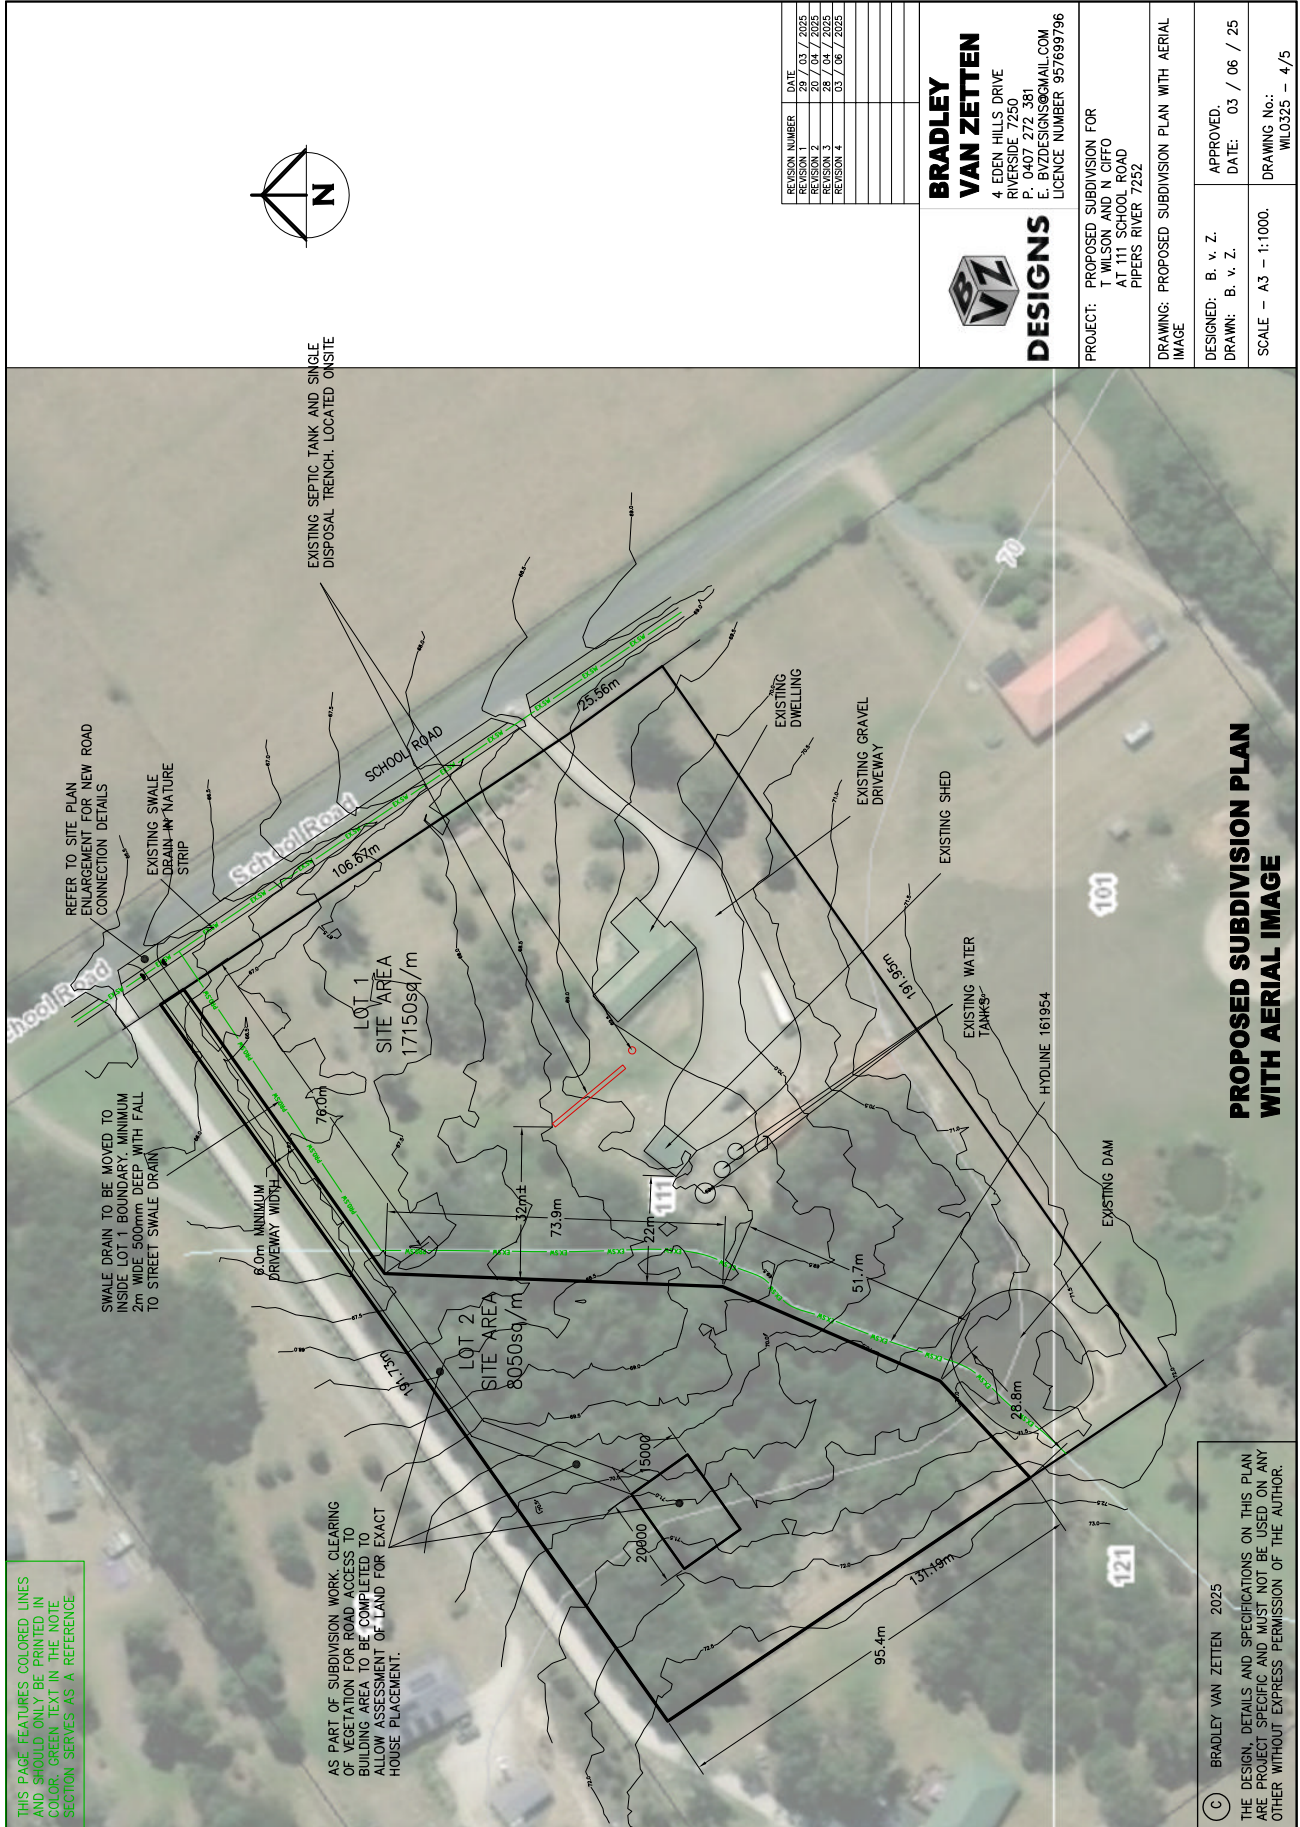 THIS PAGE FEATURES COLORED LINES
AND SHOULD ONLY BE PRINTED IN
COLOR. GREEN TEXT IN THE NOTE
SECTION SERVES AS A REFERENCE
SWALE DRAIN TO BE MOVED TO
INSIDE LOT 1 BOUNDARY. MINIMUM
2m WIDE 500mm DEEP WITH FALL
TO STREET SWALE DRAIN
REFER TO SITE PLAN
ENLARGEMENT FOR NEW ROAD
CONNECTION DETAILS
EXISTING SWALE
DRAIN IN NATURE
STRIP
6.0m MINIMUM
DRIVEWAY WIDTH
AS PART OF SUBDIVISION WORK. CLEARING
OF VEGETATION FOR ROAD ACCESS TO
BUILDING AREA TO BE COMPLETED TO
ALLOW ASSESSMENT OF LAND FOR EXACT
HOUSE PLACEMENT.
EXISTING SEPTIC TANK AND SINGLE
DISPOSAL TRENCH. LOCATED ONSITE
SCHOOL ROAD
School Road
106.67m
25.56m
76.0m
LOT 1
SITE AREA
17150sq/m
LOT 2
SITE AREA
8050sq/m
191.73m
32m±
73.9m
22m
111
51.7m
28.8m
15000
20000
131.19m
95.4m
191.95m
EXISTING
DWELLING
EXISTING GRAVEL
DRIVEWAY
EXISTING SHED
EXISTING WATER
TANKS
HYDLINE 161954
EXISTING DAM
70
101
121
PROPOSED SUBDIVISION PLAN
WITH AERIAL IMAGE
REVISION NUMBER DATE
REVISION 1 29 / 03 / 2025
REVISION 2 20 / 04 / 2025
REVISION 3 28 / 04 / 2025
REVISION 4 03 / 06 / 2025
N
BVZ
DESIGNS
BRADLEY
VAN ZETTEN
4 EDEN HILLS DRIVE
RIVERSIDE 7250
P. 0407 272 381
E. BVZDESIGNS@GMAIL.COM
LICENCE NUMBER 957699796
PROJECT: PROPOSED SUBDIVISION FOR
T WILSON AND N CIFFO
AT 111 SCHOOL ROAD
PIPERS RIVER 7252
DRAWING: PROPOSED SUBDIVISION PLAN WITH AERIAL
IMAGE
DESIGNED: B. v. Z.
DRAWN: B. v. Z.
APPROVED.
DATE: 03 / 06 / 25
SCALE - A3 - 1:1000.
DRAWING No.:
WIL0325 - 4/5
C BRADLEY VAN ZETTEN 2025
THE DESIGN, DETAILS AND SPECIFICATIONS ON THIS PLAN
ARE PROJECT SPECIFIC AND MUST NOT BE USED ON ANY
OTHER WITHOUT EXPRESS PERMISSION OF THE AUTHOR.